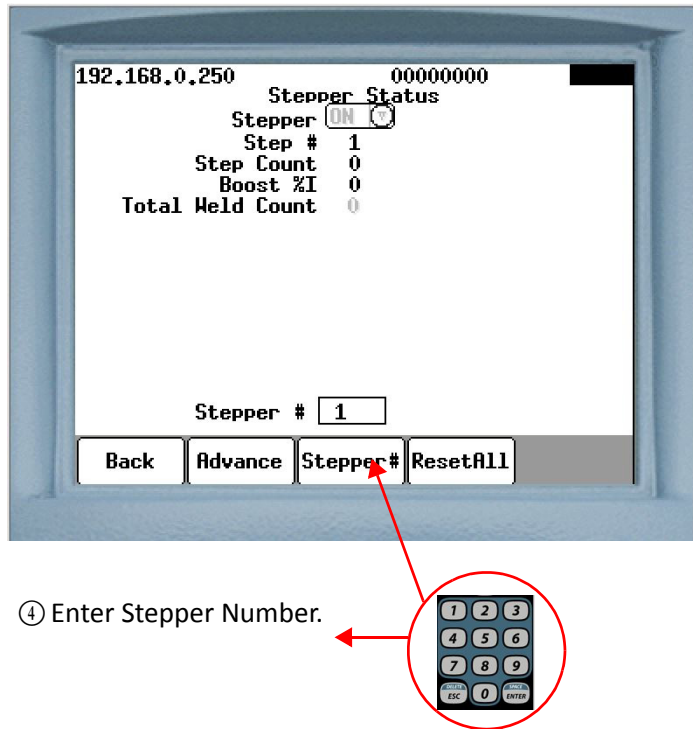 192.168.0.250 00000000
Stepper Status
Stepper ON
Step # 1
Step Count 0
Boost %I 0
Total Weld Count 0
Stepper # 1
Back Advance Stepper# ResetAll
④ Enter Stepper Number.
1 2 3
4 5 6
7 8 9
DELETE SPACE
ESC 0 ENTER